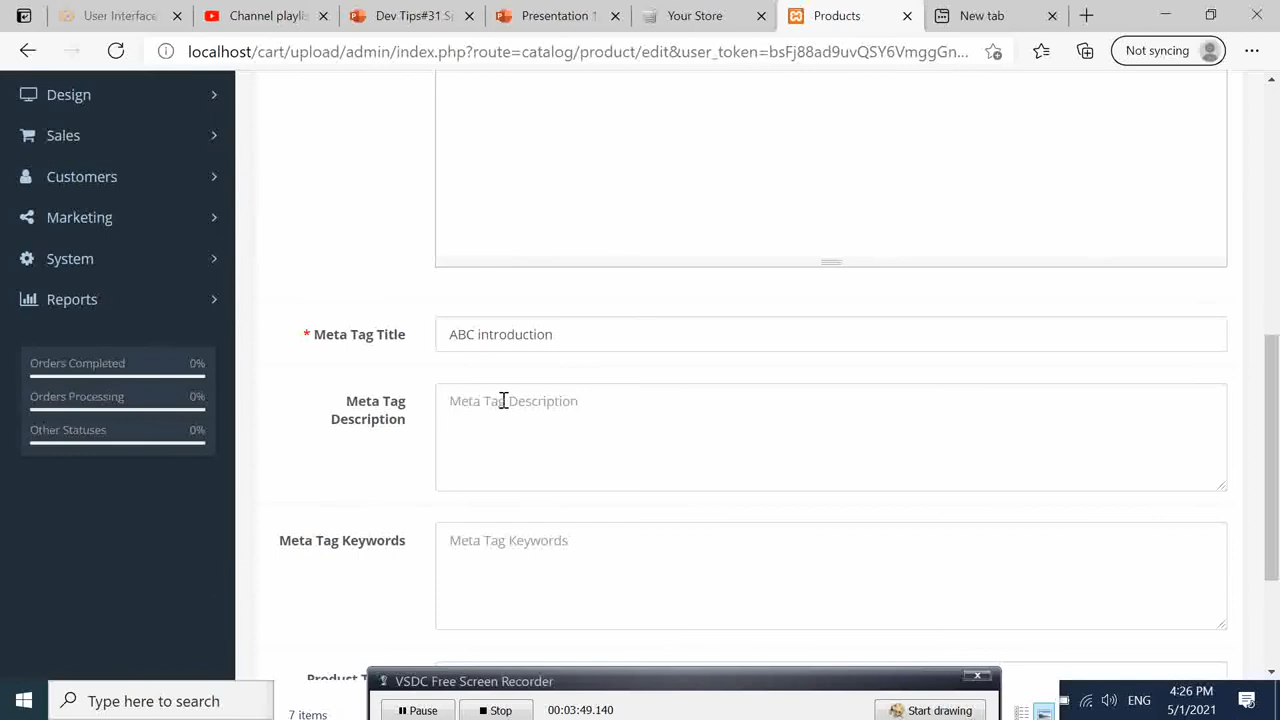 User Interface
Channel playlis
Dev Tips#31 S
Presentation 1
Your Store
Products
New tab
localhost/cart/upload/admin/index.php?route=catalog/product/edit&user_token=bsFj88ad9uvQSY6VmggGn...
Not syncing
Design
Sales
Customers
Marketing
System
Reports
Orders Completed 0%
Orders Processing 0%
Other Statuses 0%
* Meta Tag Title
ABC introduction
Meta Tag
Description
Meta Tag Description
Meta Tag Keywords
Meta Tag Keywords
Product T
VSDC Free Screen Recorder
Pause
Stop
00:03:49.140
Start drawing
Type here to search
7 items
ENG
4:26 PM
5/1/2021